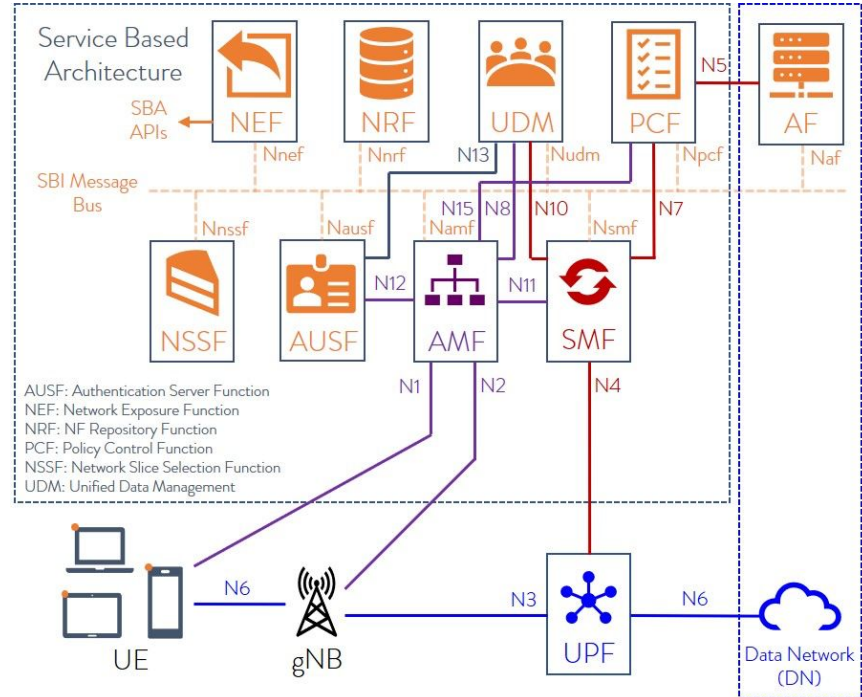 Service Based
Architecture
NEF
NRF
UDM
PCF
N5
AF
SBA
APIs
Nnef
Nnrf
N13
Nudm
Npcf
Naf
SBI Message
Bus
Nnssf
Nausf
N15
N8
Namf
N10
Nsmf
N7
NSSF
AUSF
N12
AMF
N11
SMF
N1
N2
N4
AUSF: Authentication Server Function
NEF: Network Exposure Function
NRF: NF Repository Function
PCF: Policy Control Function
NSSF: Network Slice Selection Function
UDM: Unified Data Management
UE
N6
gNB
N3
UPF
N6
Data Network
(DN)